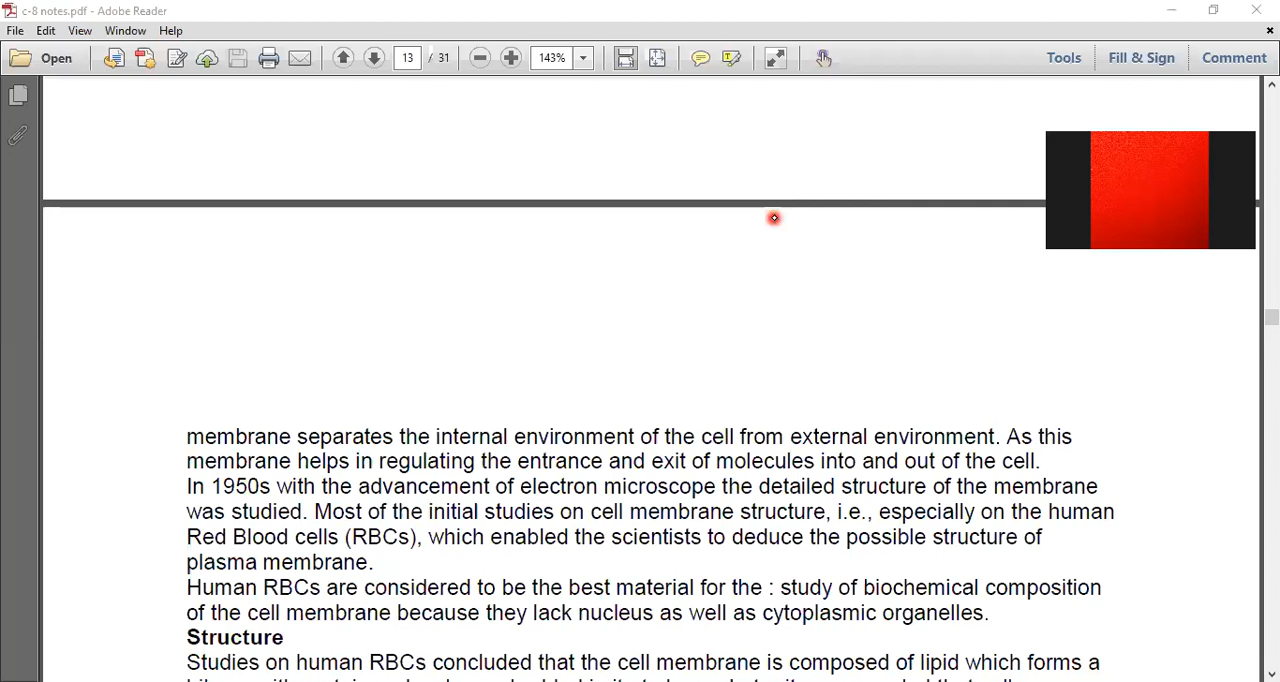 c-8 notes.pdf - Adobe Reader
File Edit View Window Help
Open 13 / 31 143% Tools Fill & Sign Comment
membrane separates the internal environment of the cell from external environment. As this
membrane helps in regulating the entrance and exit of molecules into and out of the cell.
In 1950s with the advancement of electron microscope the detailed structure of the membrane
was studied. Most of the initial studies on cell membrane structure, i.e., especially on the human
Red Blood cells (RBCs), which enabled the scientists to deduce the possible structure of
plasma membrane.
Human RBCs are considered to be the best material for the : study of biochemical composition
of the cell membrane because they lack nucleus as well as cytoplasmic organelles.
Structure
Studies on human RBCs concluded that the cell membrane is composed of lipid which forms a